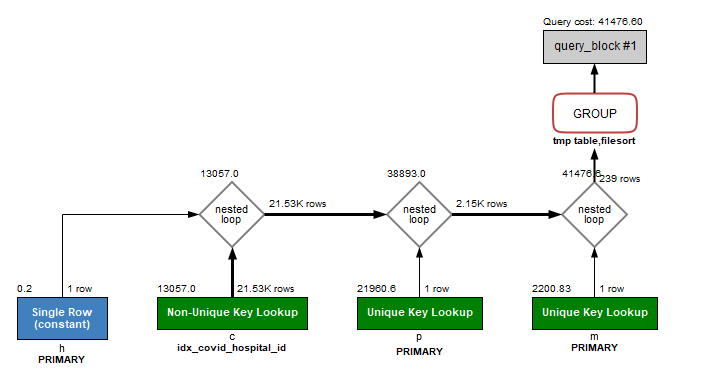 Query cost: 41476.60
query_block #1
GROUP
tmp table,filesort
13057.0
38893.0
41476.6
239 rows
nested
loop
21.53K rows
nested
loop
2.15K rows
nested
loop
0.2
1 row
13057.0
21.53K rows
21960.6
1 row
2200.83
1 row
Single Row
(constant)
Non-Unique Key Lookup
Unique Key Lookup
Unique Key Lookup
h
PRIMARY
c
idx_covid_hospital_id
p
PRIMARY
m
PRIMARY